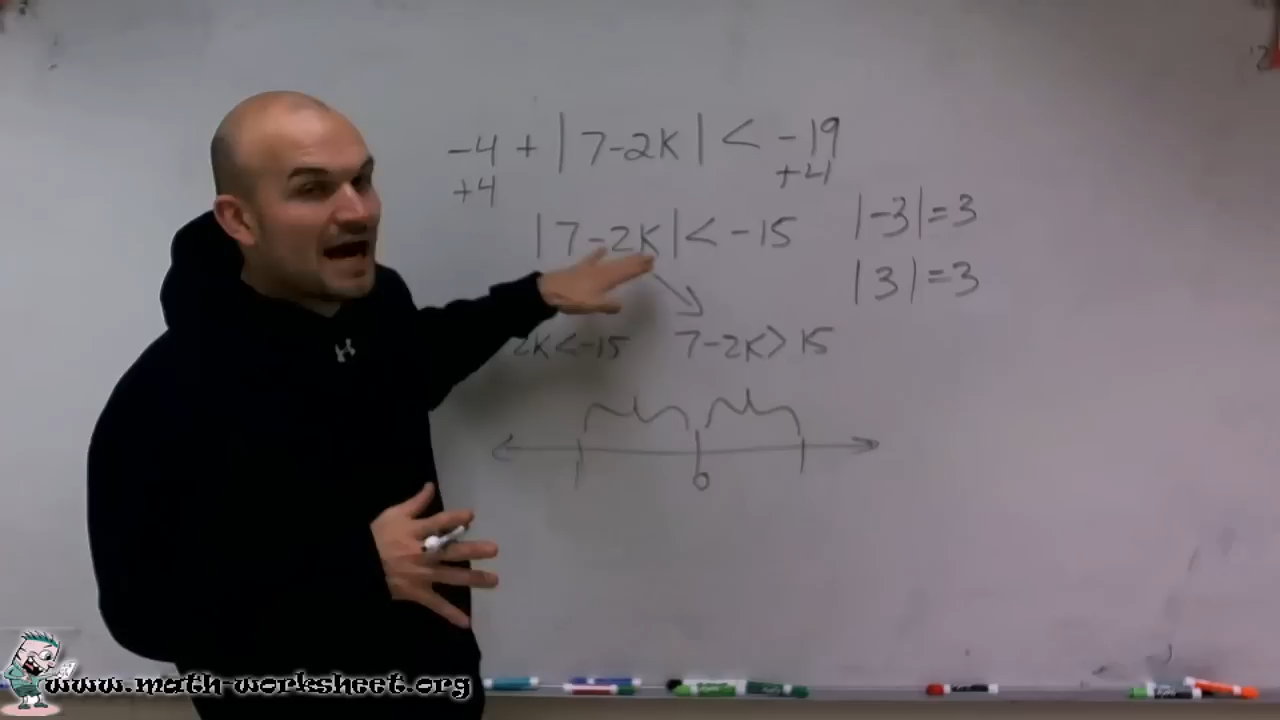 -4 + |7-2K| < -19
+4 +4
|7-2K| < -15
|-3|=3
|3|=3
2K<-15 7-2K>15
0
www.math-worksheet.org